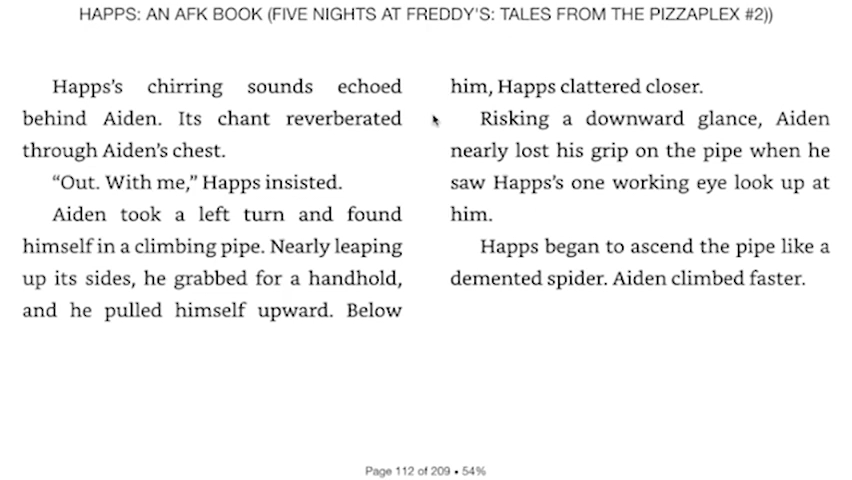 HAPPS: AN AFK BOOK (FIVE NIGHTS AT FREDDY'S: TALES FROM THE PIZZAPLEX #2))
Happs’s chirring sounds echoed
behind Aiden. Its chant reverberated
through Aiden’s chest.
“Out. With me,” Happs insisted.
Aiden took a left turn and found
himself in a climbing pipe. Nearly leaping
up its sides, he grabbed for a handhold,
and he pulled himself upward. Below
him, Happs clattered closer.
Risking a downward glance, Aiden
nearly lost his grip on the pipe when he
saw Happs’s one working eye look up at
him.
Happs began to ascend the pipe like a
demented spider. Aiden climbed faster.
Page 112 of 209 • 54%